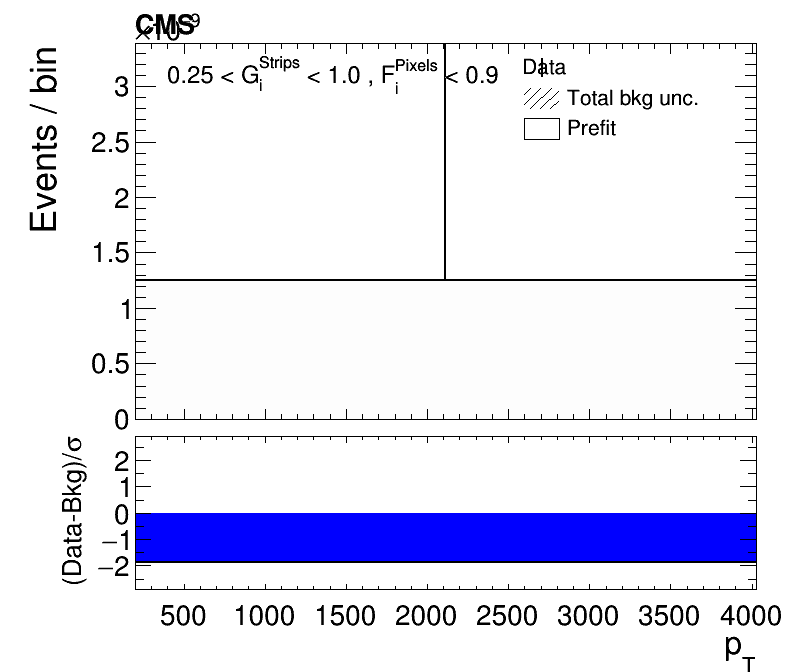 CMS
Events / bin
0.25 < G_i^Strips < 1.0 , F_i^Pixels < 0.9
Data
Total bkg unc.
Prefit
3
2.5
2
1.5
1
0.5
0
(Data-Bkg)/σ
2
1
0
−1
−2
500 1000 1500 2000 2500 3000 3500 4000
p_T